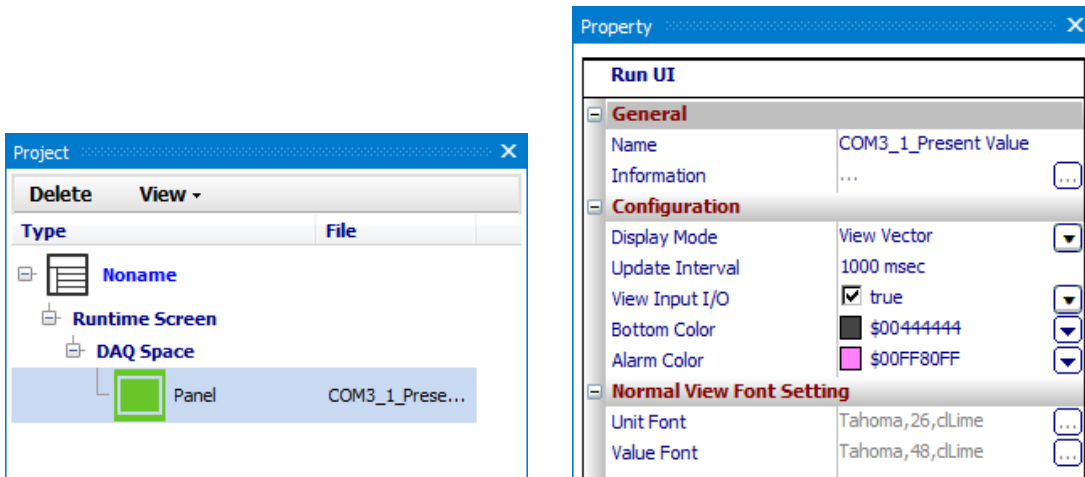 Project
Delete View
Type File
Noname
Runtime Screen
DAQ Space
Panel COM3_1_Prese...
Property
Run UI
General
Name COM3_1_Present Value
Information ...
Configuration
Display Mode View Vector
Update Interval 1000 msec
View Input I/O true
Bottom Color $00444444
Alarm Color $00FF80FF
Normal View Font Setting
Unit Font Tahoma,26,clLime
Value Font Tahoma,48,clLime